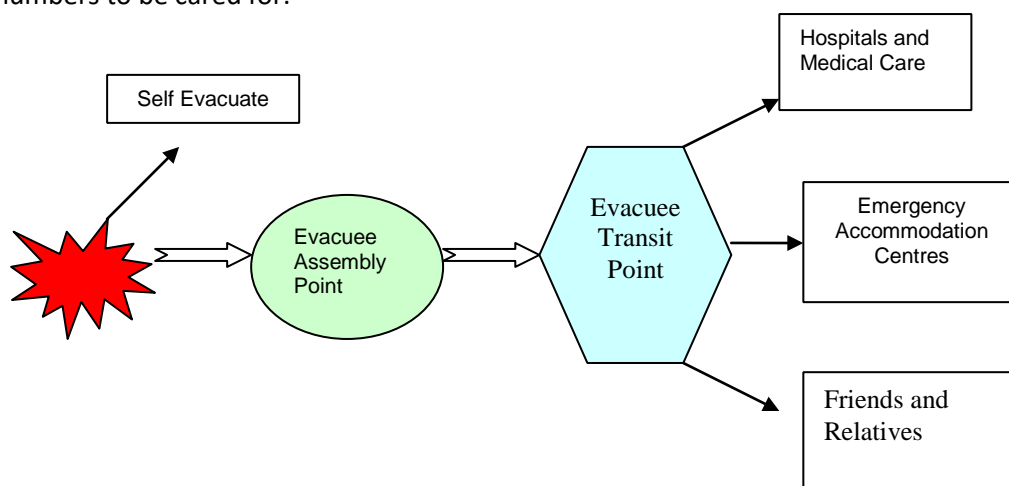 numbers to be cared for.
Hospitals and
Medical Care
Self Evacuate
Evacuee
Assembly
Point
Evacuee
Transit
Point
Emergency
Accommodation
Centres
Friends and
Relatives